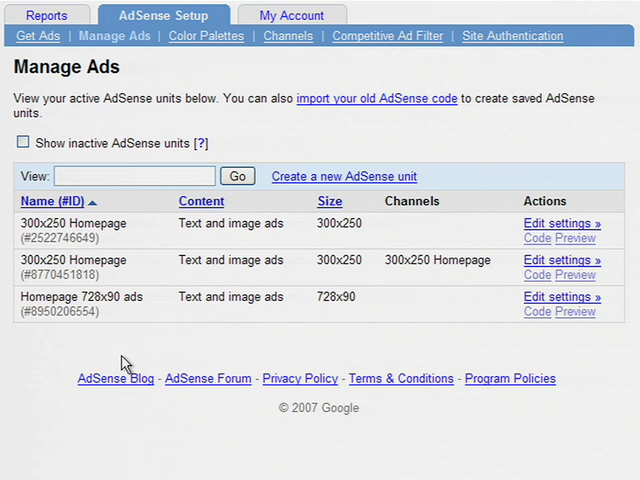 Reports AdSense Setup My Account
Get Ads | Manage Ads | Color Palettes | Channels | Competitive Ad Filter | Site Authentication
Manage Ads
View your active AdSense units below. You can also import your old AdSense code to create saved AdSense
units.
Show inactive AdSense units [?]
View: Go Create a new AdSense unit
Name (#ID) Content Size Channels Actions
300x250 Homepage Text and image ads 300x250 Edit settings »
(#2522746649) Code Preview
300x250 Homepage Text and image ads 300x250 300x250 Homepage Edit settings »
(#8770451818) Code Preview
Homepage 728x90 ads Text and image ads 728x90 Edit settings »
(#8950206554) Code Preview
AdSense Blog - AdSense Forum - Privacy Policy - Terms & Conditions - Program Policies
© 2007 Google